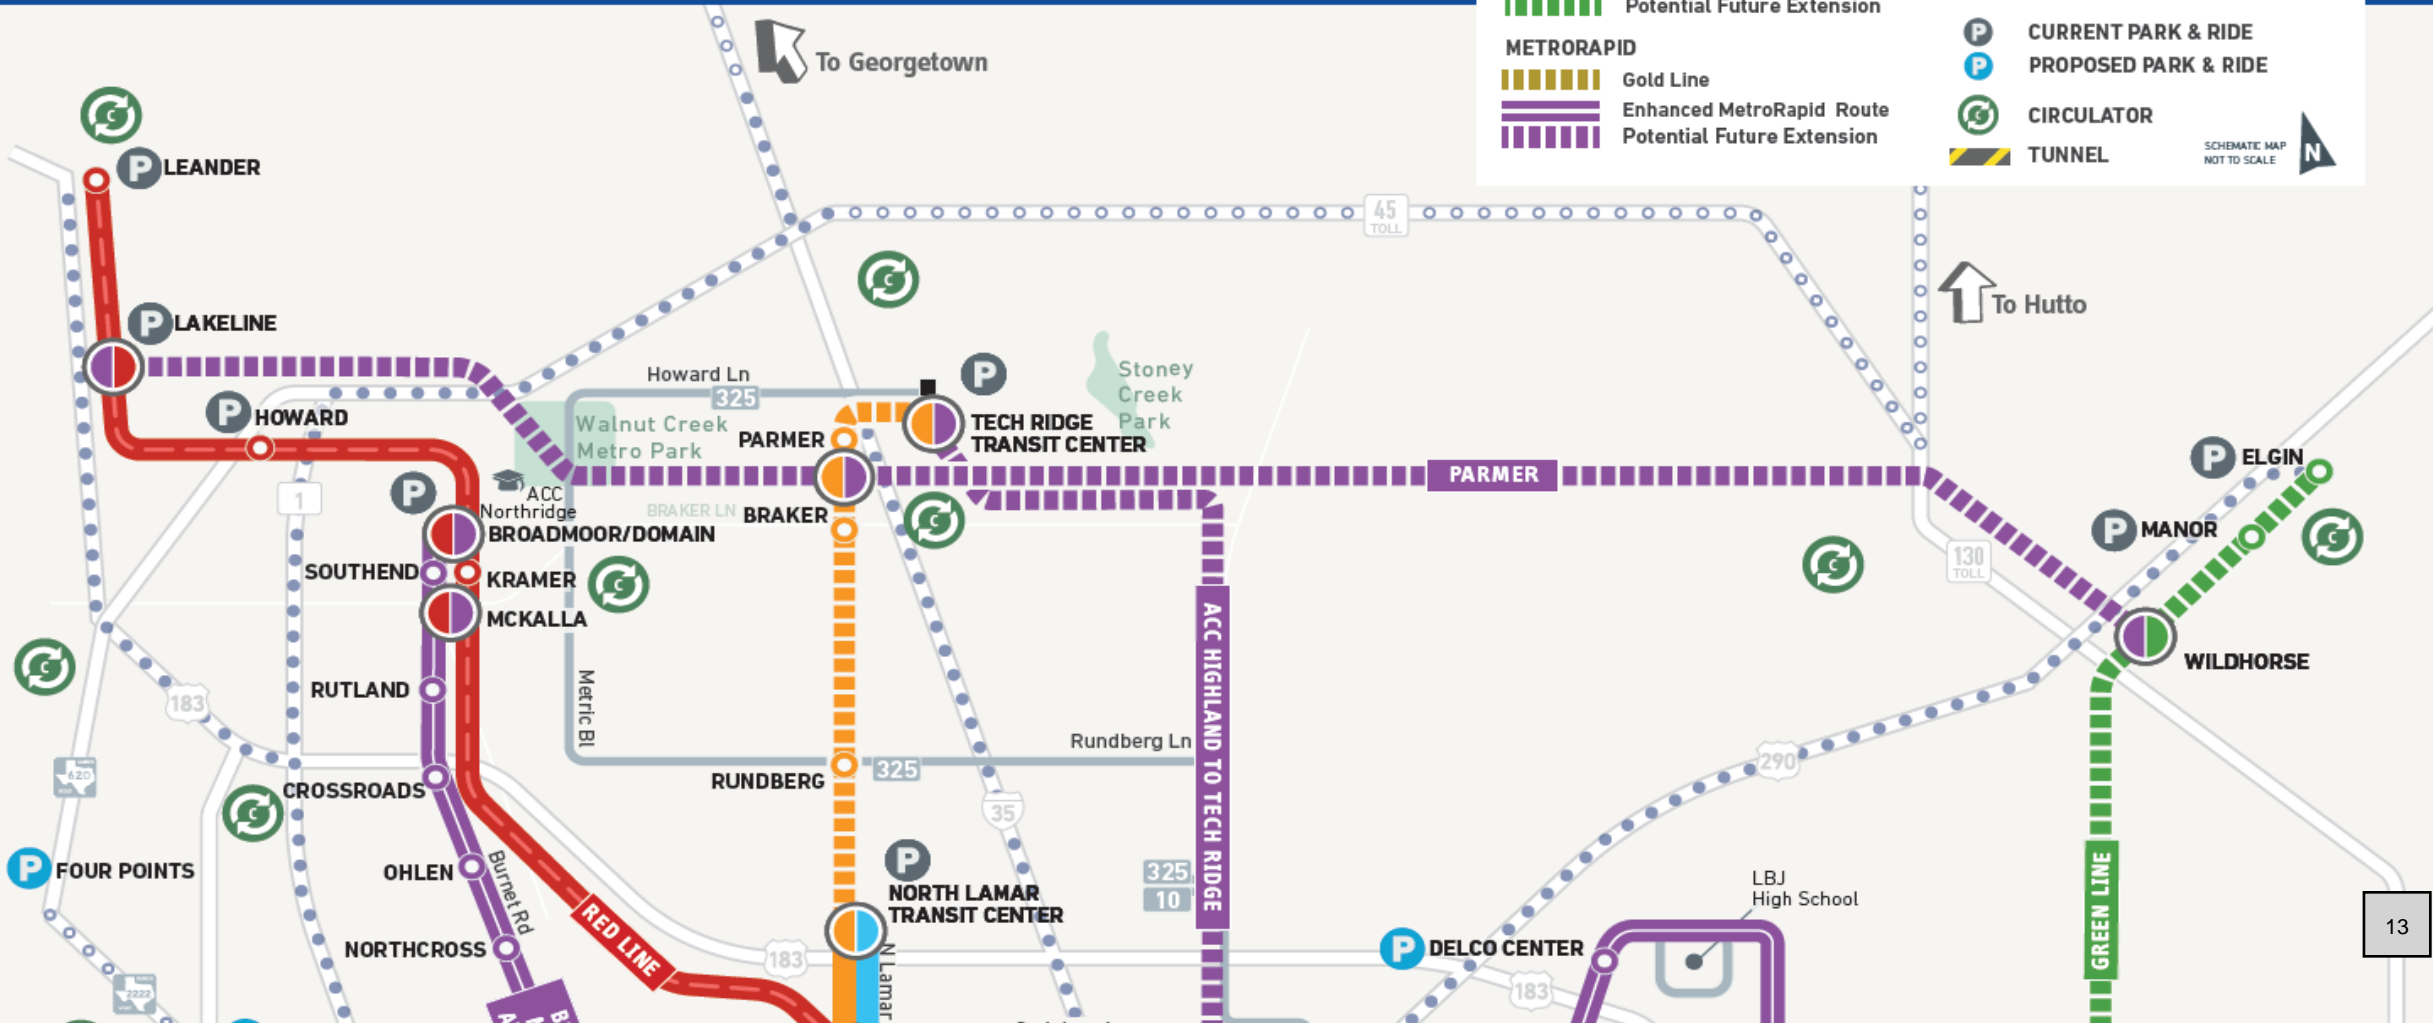 Potential Future Extension
METRORAPID
Gold Line
Enhanced MetroRapid Route
Potential Future Extension
P CURRENT PARK & RIDE
P PROPOSED PARK & RIDE
C CIRCULATOR
TUNNEL
SCHEMATIC MAP
NOT TO SCALE
N
To Georgetown
C
P LEANDER
45
TOLL
C
To Hutto
P LAKELINE
Howard Ln
325
P
Stoney
Creek
Park
P HOWARD
Walnut Creek
Metro Park
PARMER
TECH RIDGE
TRANSIT CENTER
PARMER
P ELGIN
1
P
ACC
Northridge
BRAKER LN
BRAKER
C
P MANOR
C
BROADMOOR/DOMAIN
SOUTHEND
KRAMER
C
C
130
TOLL
MCKALLA
C
WILDHORSE
RUTLAND
183
Metric Bl
ACC HIGHLAND TO TECH RIDGE
Rundberg Ln
325
RUNDBERG
290
620
CROSSROADS
C
35
P FOUR POINTS
OHLEN
Burnet Rd
P
NORTH LAMAR
TRANSIT CENTER
325
10
LBJ
High School
GREEN LINE
13
RED LINE
NORTHCROSS
183
N Lamar
P DELCO CENTER
183
2222